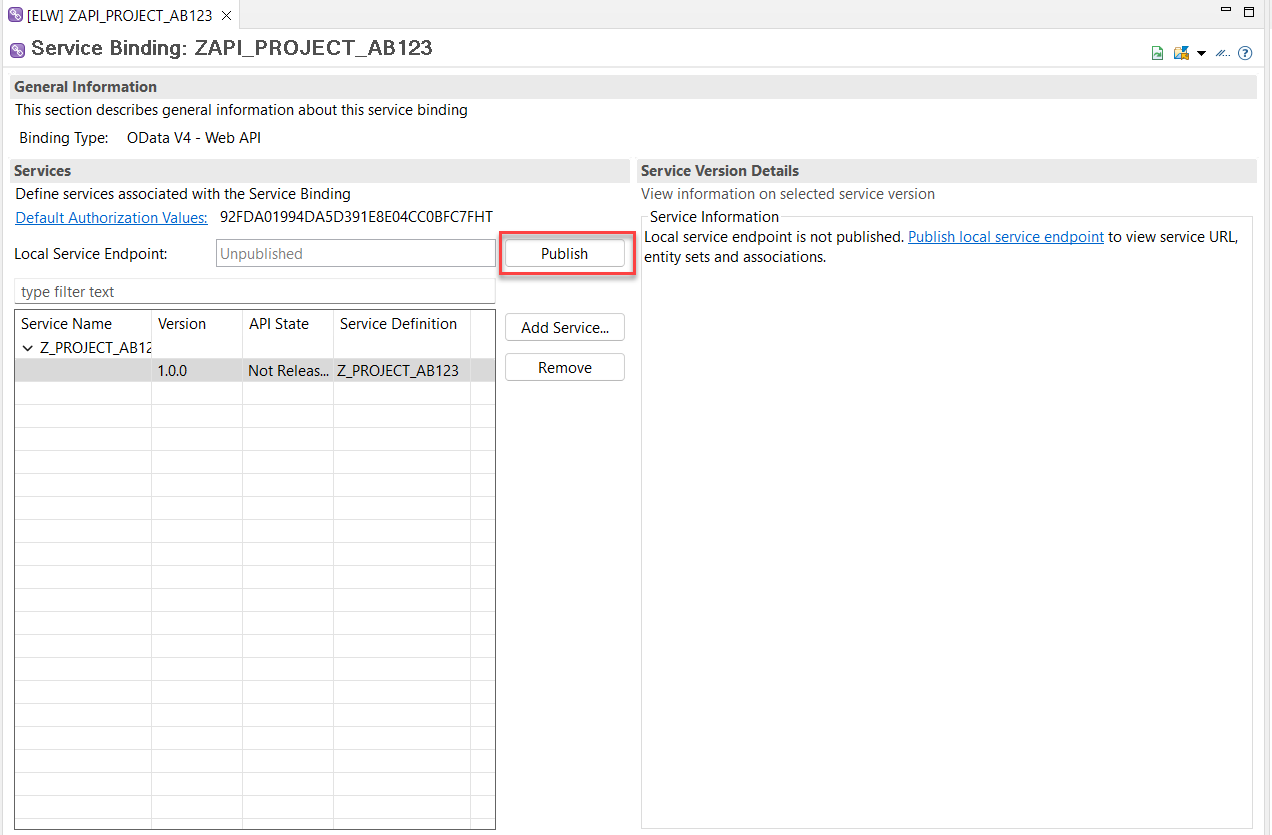 [ELW] ZAPI_PROJECT_AB123
Service Binding: ZAPI_PROJECT_AB123
General Information
This section describes general information about this service binding
Binding Type: OData V4 - Web API
Services
Define services associated with the Service Binding
Default Authorization Values: 92FDA01994DA5D391E8E04CC0BFC7FHT
Local Service Endpoint: Unpublished Publish
type filter text
Service Name Version API State Service Definition
Z_PROJECT_AB12
1.0.0 Not Releas... Z_PROJECT_AB123
Add Service...
Remove
Service Version Details
View information on selected service version
Service Information
Local service endpoint is not published. Publish local service endpoint to view service URL,
entity sets and associations.